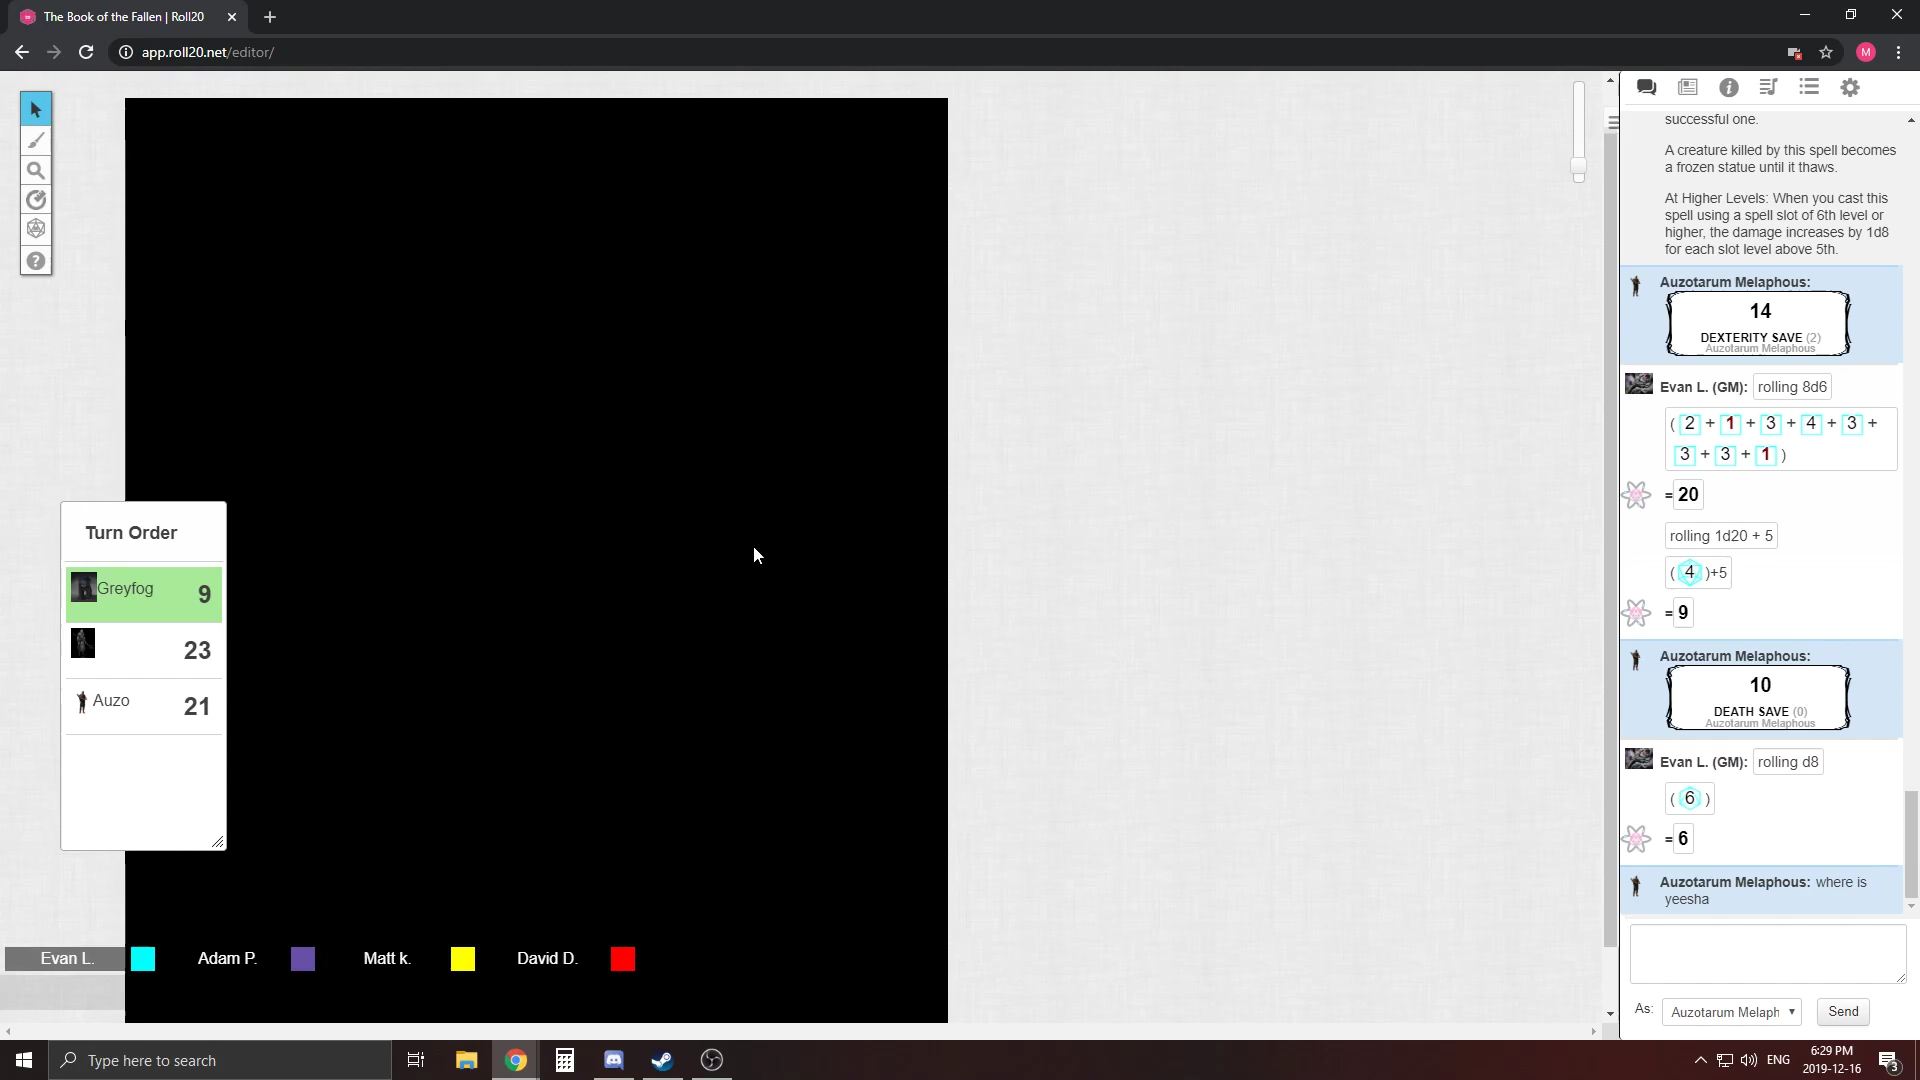 The Book of the Fallen | Roll20
app.roll20.net/editor/
successful one.
A creature killed by this spell becomes
a frozen statue until it thaws.
At Higher Levels: When you cast this
spell using a spell slot of 6th level or
higher, the damage increases by 1d8
for each slot level above 5th.
Auzotarum Melaphous:
14
DEXTERITY SAVE (2)
Auzotarum Melaphous
Evan L. (GM): rolling 8d6
( 2 + 1 + 3 + 4 + 3 +
3 + 3 + 1 )
=20
rolling 1d20 + 5
( 4 )+5
=9
Auzotarum Melaphous:
10
DEATH SAVE (0)
Auzotarum Melaphous
Evan L. (GM): rolling d8
( 6 )
=6
Auzotarum Melaphous: where is
yeesha
As: Auzotarum Melaph
Send
Turn Order
Greyfog 9
23
Auzo 21
Evan L. Adam P. Matt k. David D.
Type here to search
ENG
6:29 PM
2019-12-16
3
M